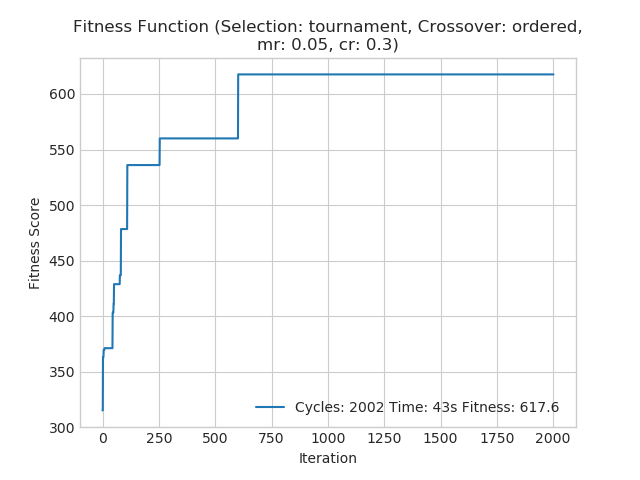 Fitness Function (Selection: tournament, Crossover: ordered,
mr: 0.05, cr: 0.3)
600
550
500
450
400
350
300
Fitness Score
Cycles: 2002 Time: 43s Fitness: 617.6
0 250 500 750 1000 1250 1500 1750 2000
Iteration